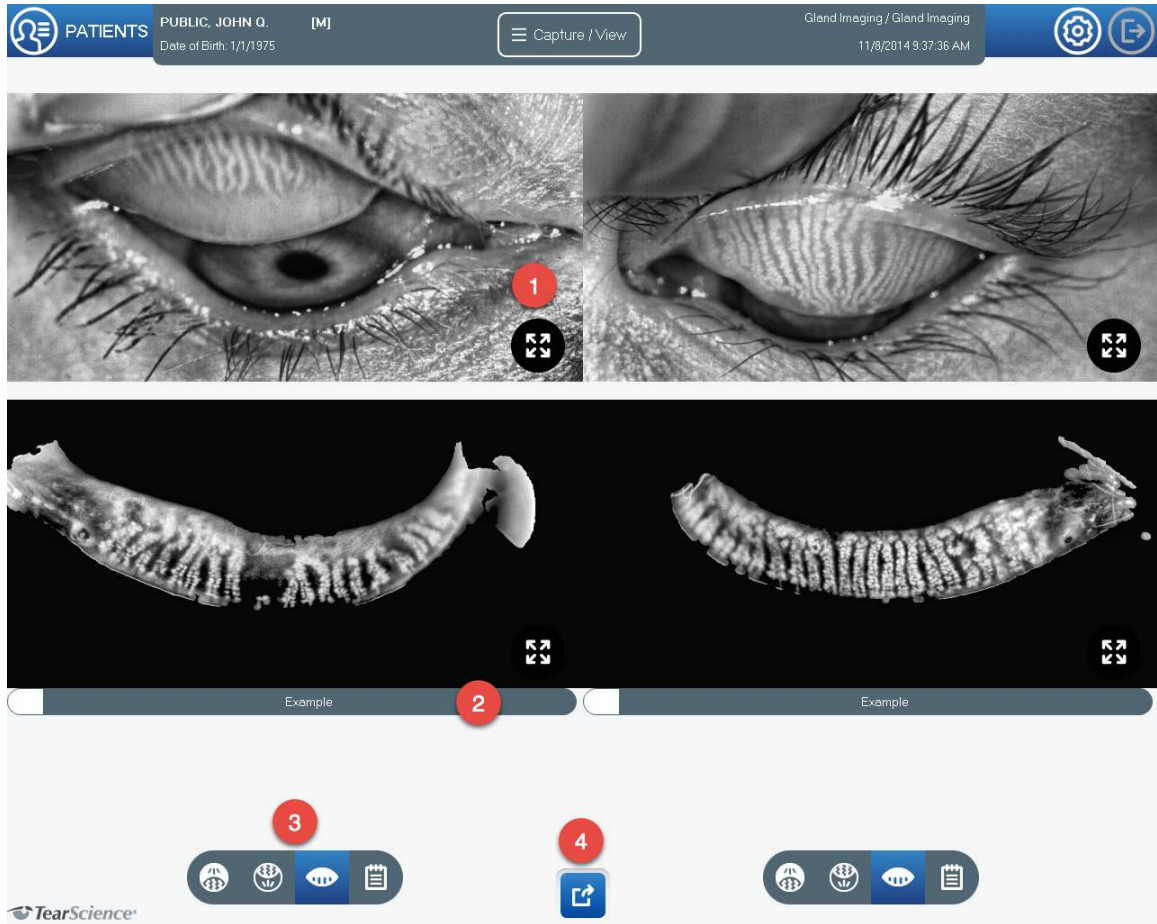 PATIENTS
PUBLIC, JOHN Q. [M]
Date of Birth: 1/1/1975
Capture / View
Gland Imaging / Gland Imaging
11/8/2014 9:37:36 AM
1
Example
2
Example
3
4
TearScience®